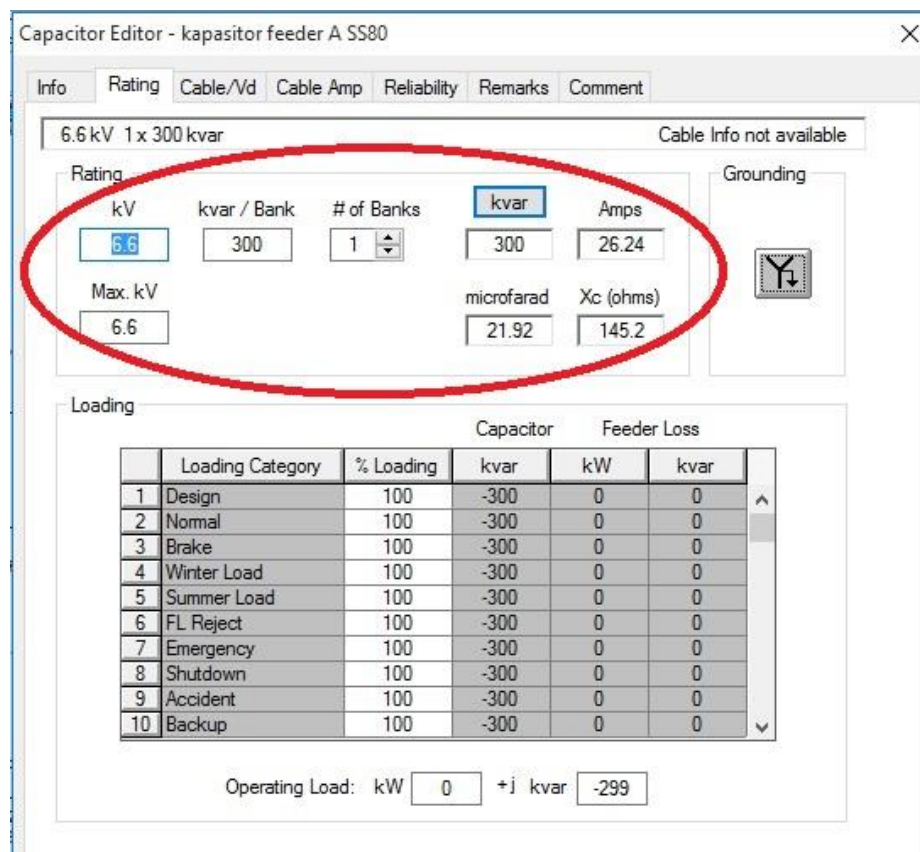 Capacitor Editor - kapasitor feeder A SS80
Info Rating Cable/Vd Cable Amp Reliability Remarks Comment
6.6 kV 1 x 300 kvar Cable Info not available
Rating Grounding
kV kvar / Bank # of Banks kvar Amps
6.6 300 1 300 26.24
Max. kV microfarad Xc (ohms)
6.6 21.92 145.2
Loading
Capacitor Feeder Loss
Loading Category % Loading kvar kW kvar
1 Design 100 -300 0 0
2 Normal 100 -300 0 0
3 Brake 100 -300 0 0
4 Winter Load 100 -300 0 0
5 Summer Load 100 -300 0 0
6 FL Reject 100 -300 0 0
7 Emergency 100 -300 0 0
8 Shutdown 100 -300 0 0
9 Accident 100 -300 0 0
10 Backup 100 -300 0 0
Operating Load: kW 0 +j kvar -299